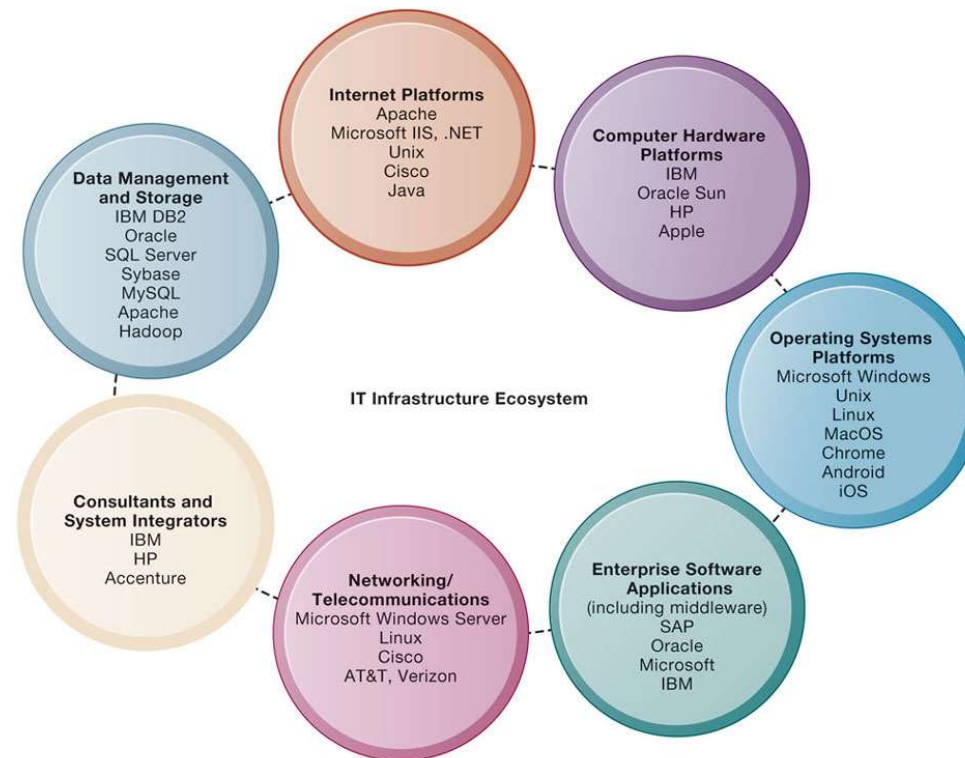 Internet Platforms
Apache
Microsoft IIS, .NET
Unix
Cisco
Java
Computer Hardware
Platforms
IBM
Oracle Sun
HP
Apple
Data Management
and Storage
IBM DB2
Oracle
SQL Server
Sybase
MySQL
Apache
Hadoop
Operating Systems
Platforms
Microsoft Windows
Unix
Linux
MacOS
Chrome
Android
iOS
IT Infrastructure Ecosystem
Consultants and
System Integrators
IBM
HP
Accenture
Networking/
Telecommunications
Microsoft Windows Server
Linux
Cisco
AT&T, Verizon
Enterprise Software
Applications
(including middleware)
SAP
Oracle
Microsoft
IBM